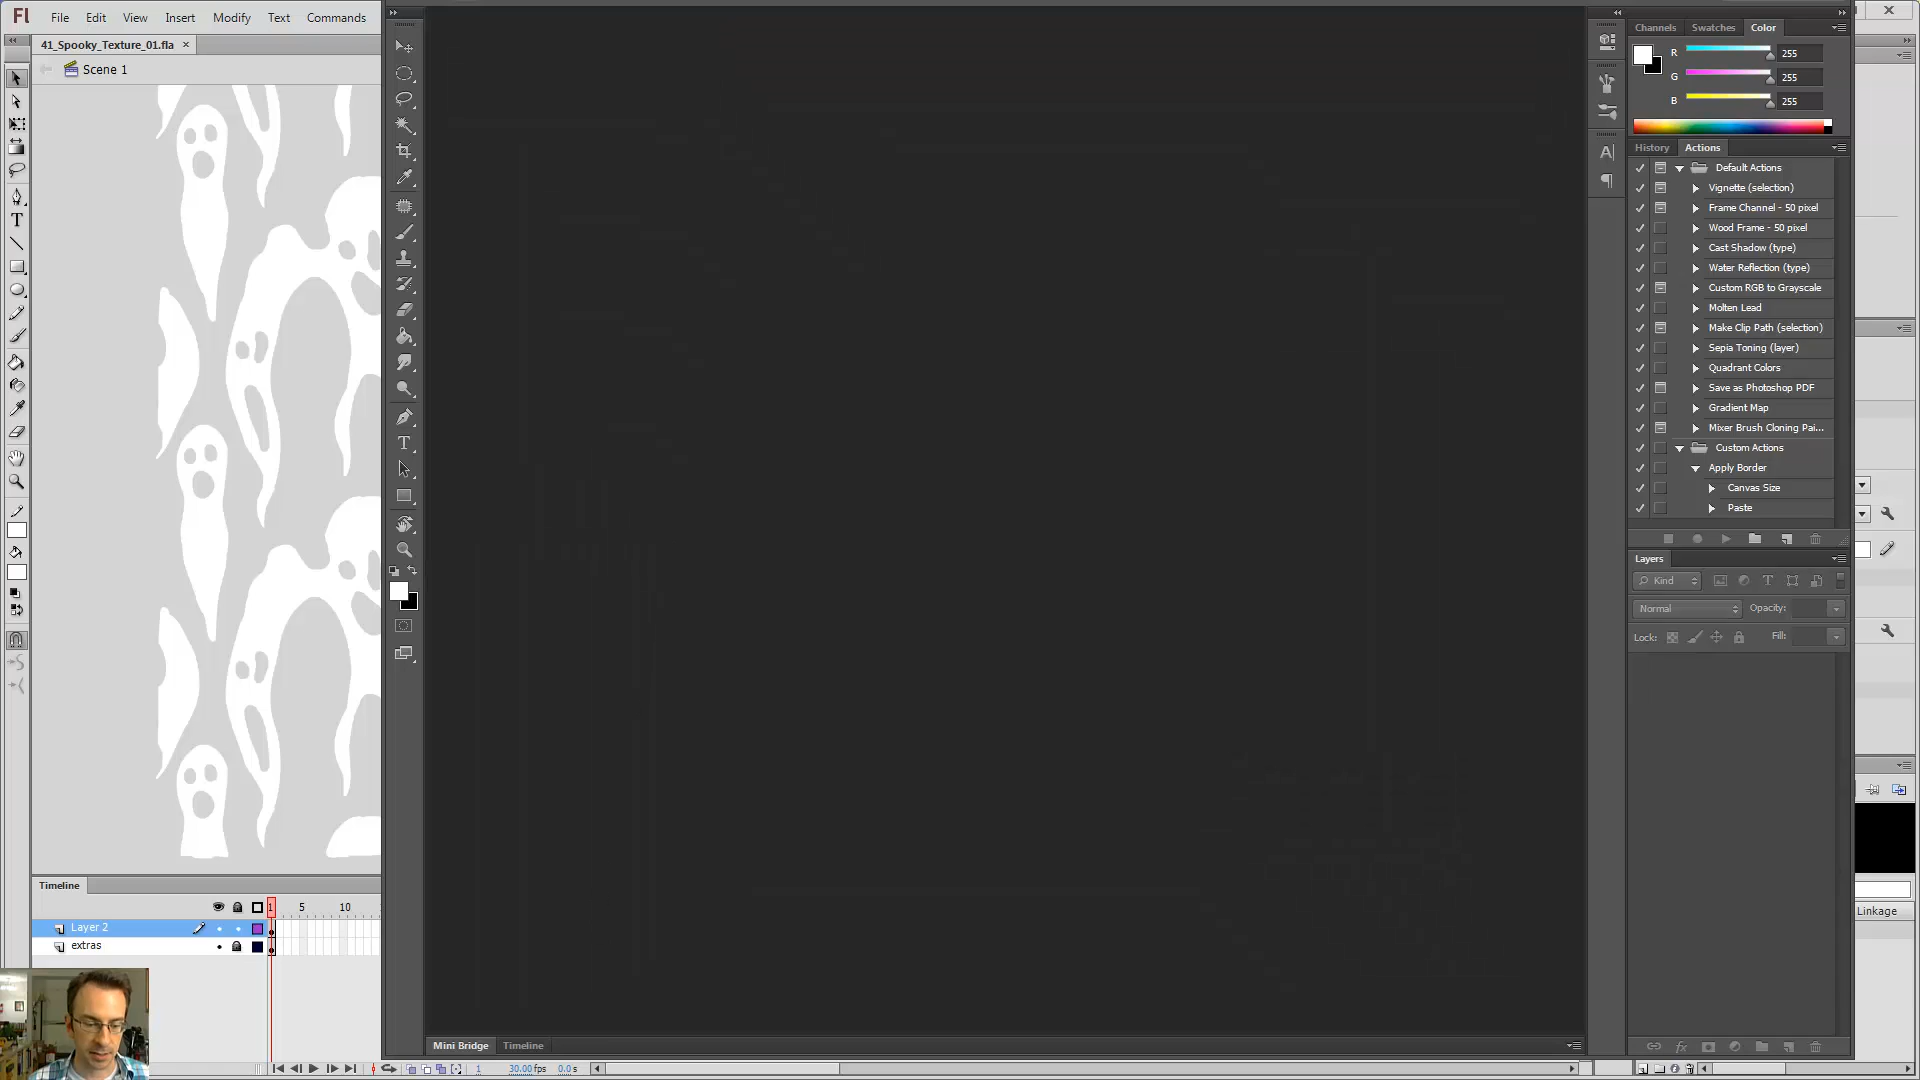 Fl File Edit View Insert Modify Text Commands
41_Spooky_Texture_01.fla
Scene 1
Timeline
1 5 10
Layer 2
extras
Mini Bridge Timeline
1 30.00 fps 0.0 s
Channels Swatches Color
R 255
G 255
B 255
History Actions
Default Actions
Vignette (selection)
Frame Channel - 50 pixel
Wood Frame - 50 pixel
Cast Shadow (type)
Water Reflection (type)
Custom RGB to Grayscale
Molten Lead
Make Clip Path (selection)
Sepia Toning (layer)
Quadrant Colors
Save as Photoshop PDF
Gradient Map
Mixer Brush Cloning Pai...
Custom Actions
Apply Border
Canvas Size
Paste
Layers
Kind
Normal Opacity:
Lock: Fill:
Linkage